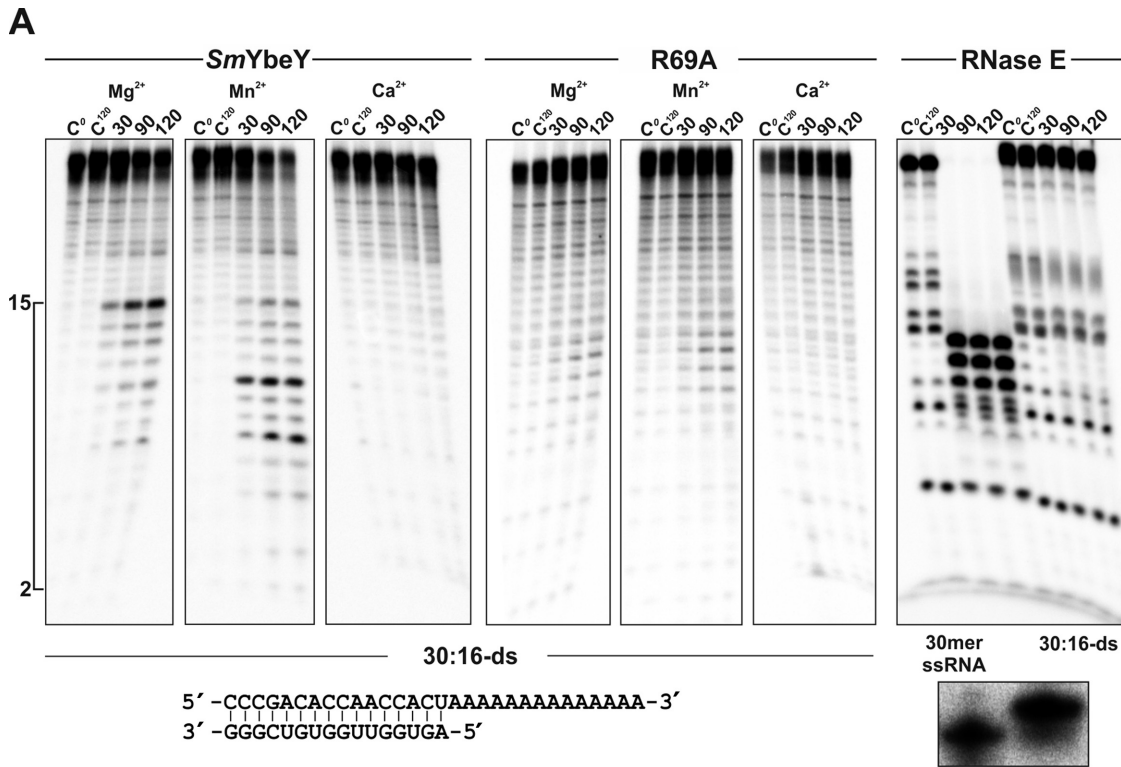 A
SmYbeY R69A RNase E
Mg²⁺ Mn²⁺ Ca²⁺ Mg²⁺ Mn²⁺ Ca²⁺
C⁰ C¹²⁰ 30 90 120 C⁰ C¹²⁰ 30 90 120 C⁰ C¹²⁰ 30 90 120 C⁰ C¹²⁰ 30 90 120 C⁰ C¹²⁰ 30 90 120 C⁰ C¹²⁰ 30 90 120 C⁰ C¹²⁰ 30 90 120 C⁰ C¹²⁰ 30 90 120
15
2
30:16-ds
30mer 30:16-ds
ssRNA
5′ -CCCGACACCAACCACUAAAAAAAAAAAAAA-3′
3′ -GGGCUGUGGUUGGUGA-5′